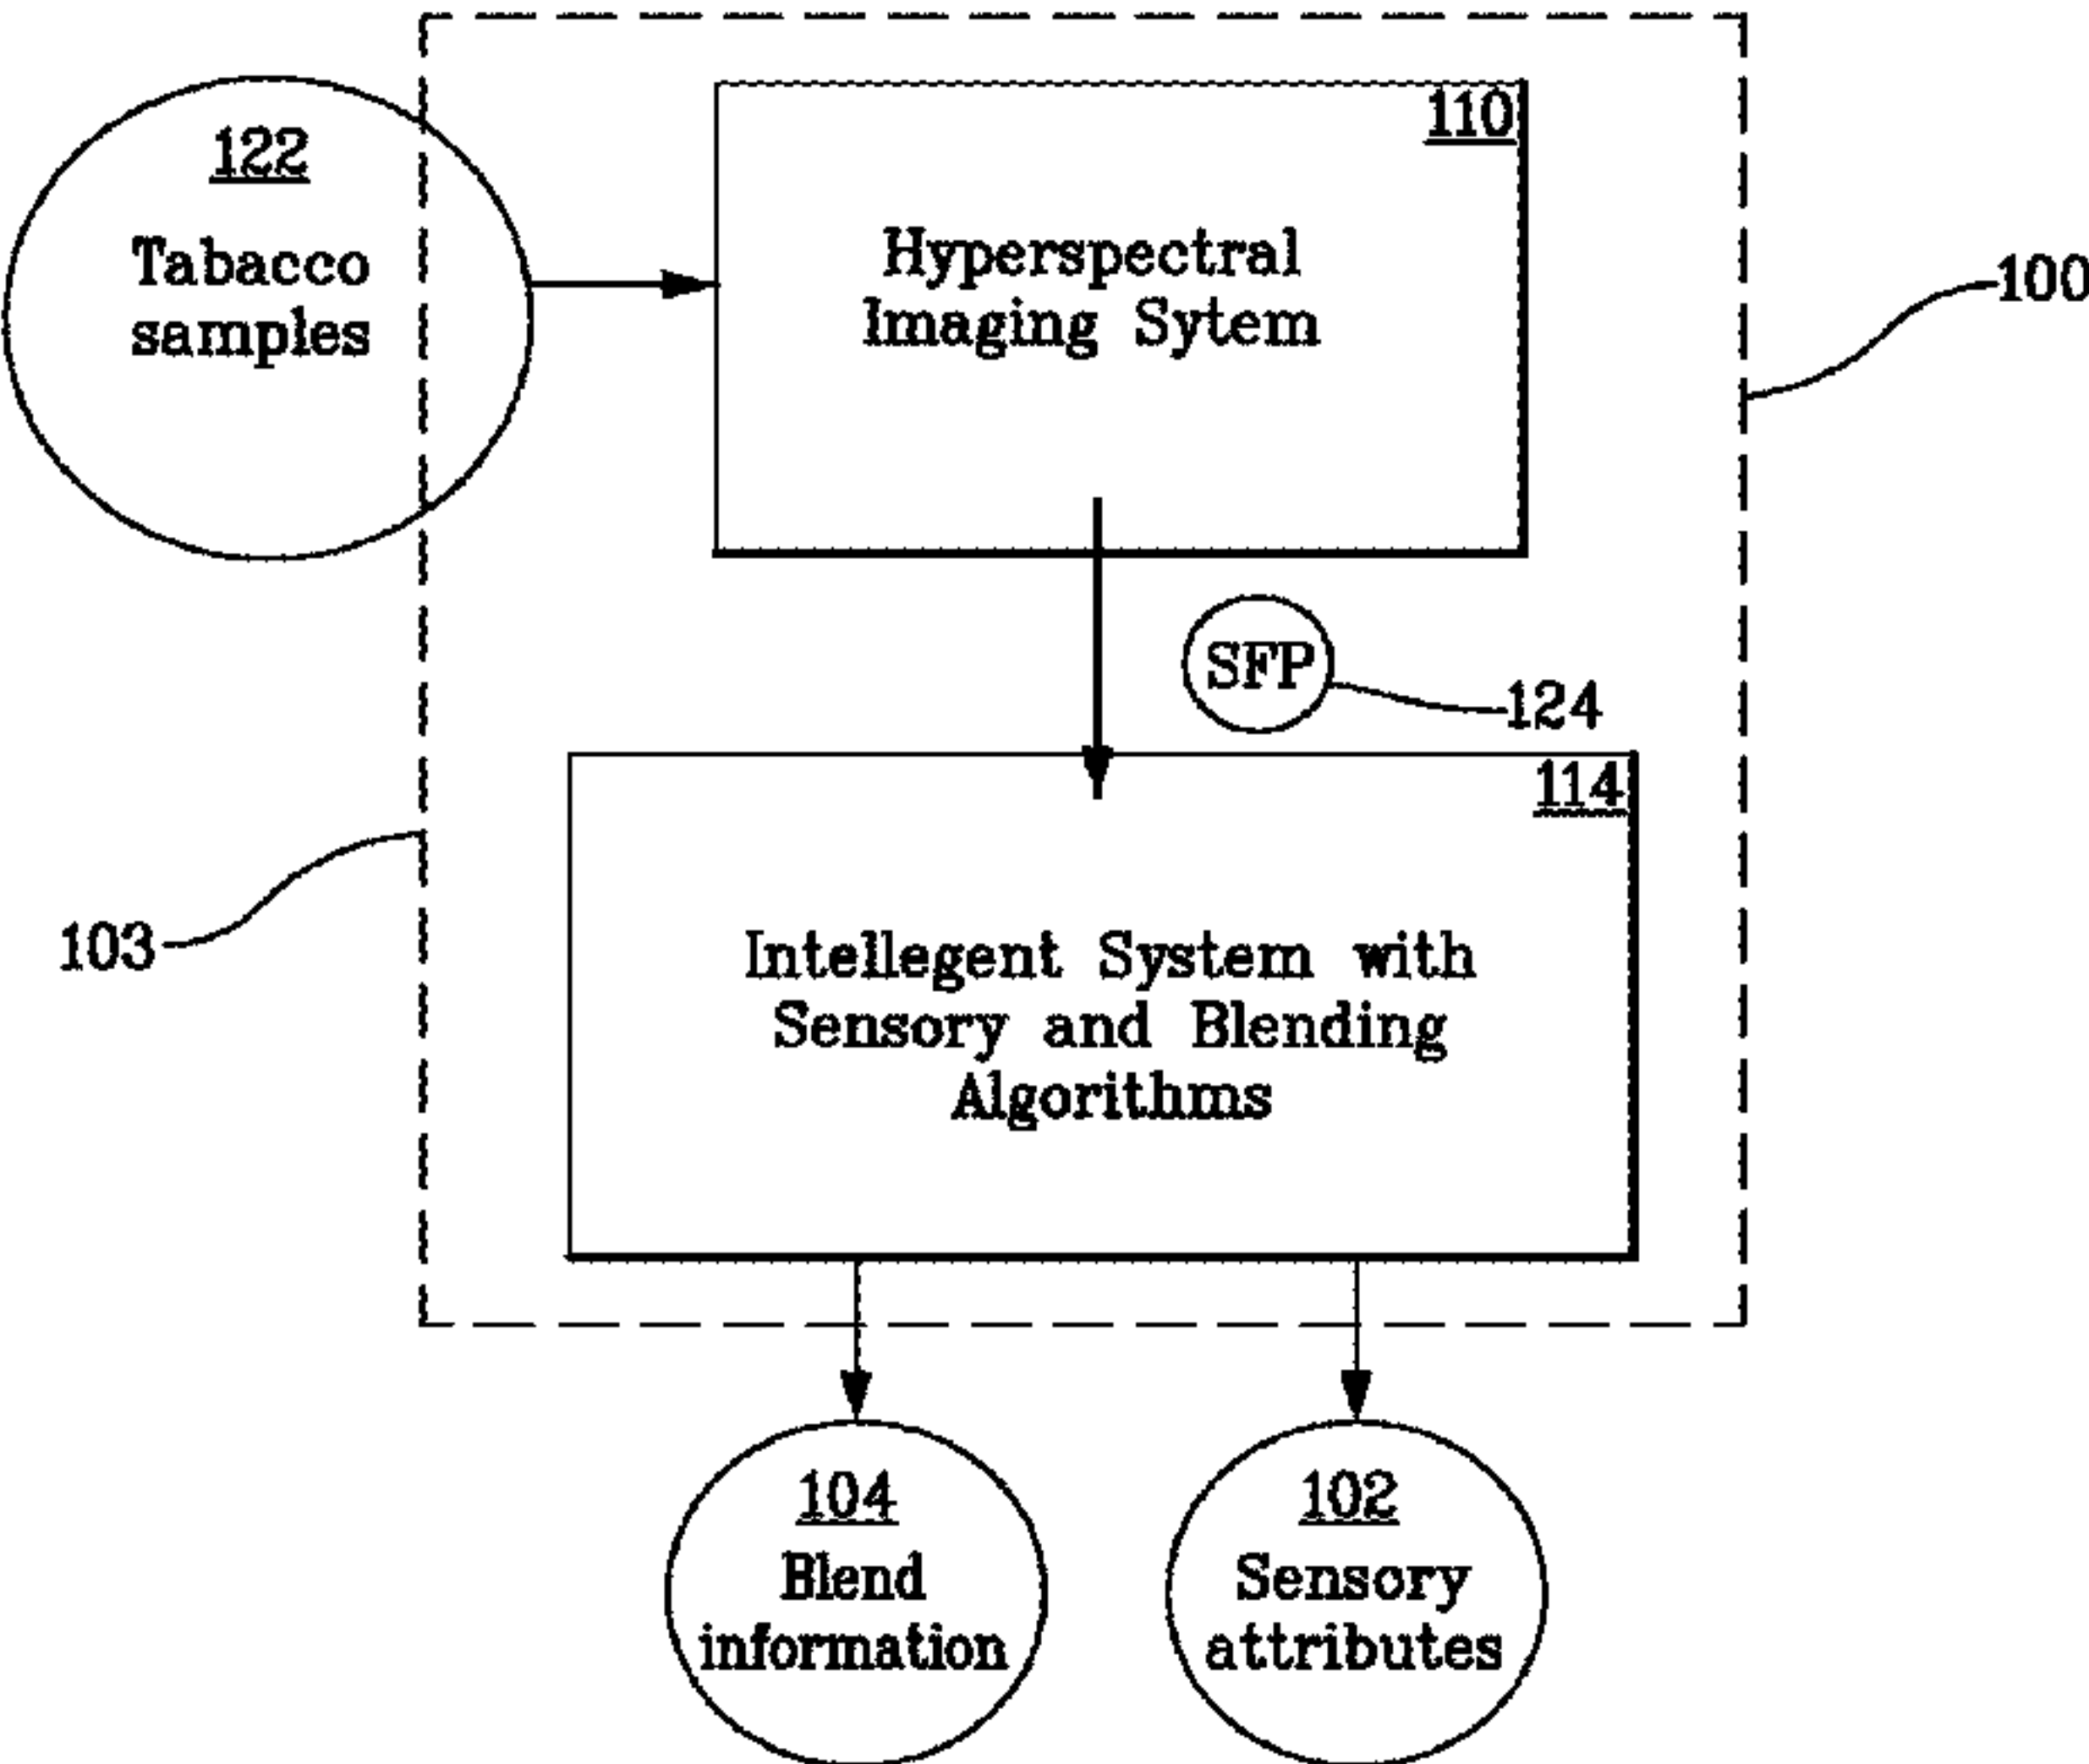 110
122
Tabacco
samples
Hyperspectral
Imaging Sytem
100
SFP
124
114
103
Intellegent System with
Sensory and Blending
Algorithms
104
Blend
information
102
Sensory
attributes